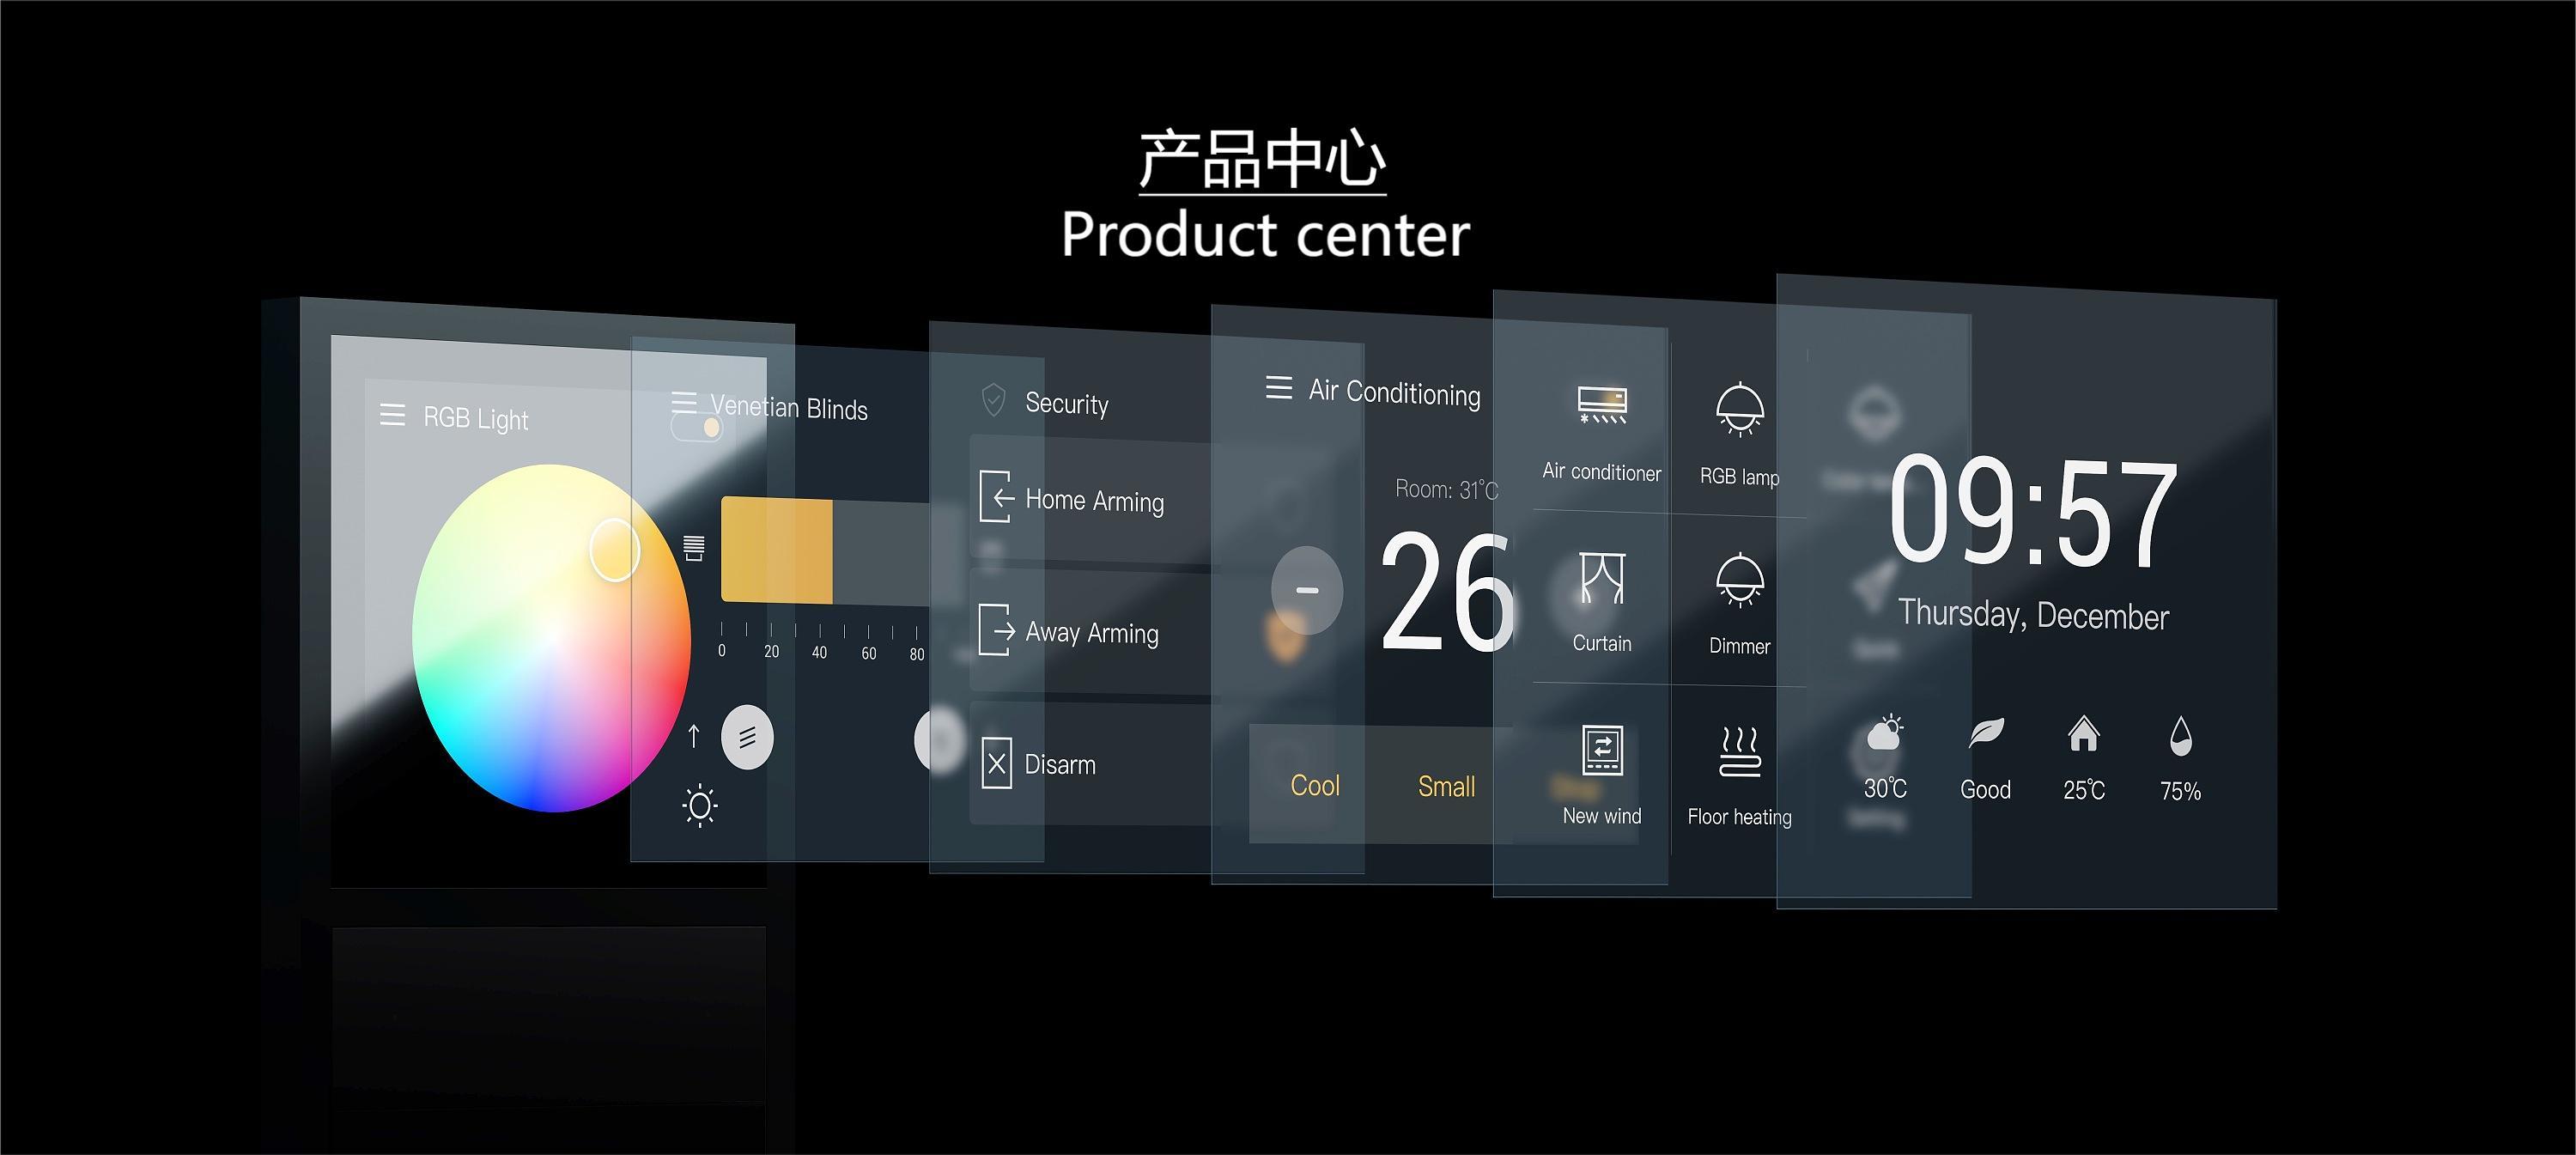 产品中心
Product center
RGB Light
Venetian Blinds
0 20 40 60 80
Security
Home Arming
Away Arming
Disarm
Air Conditioning
Room: 31°C
26
Cool Small
Air conditioner RGB lamp
Curtain Dimmer
New wind Floor heating
09:57
Thursday, December
30°C Good 25°C 75%